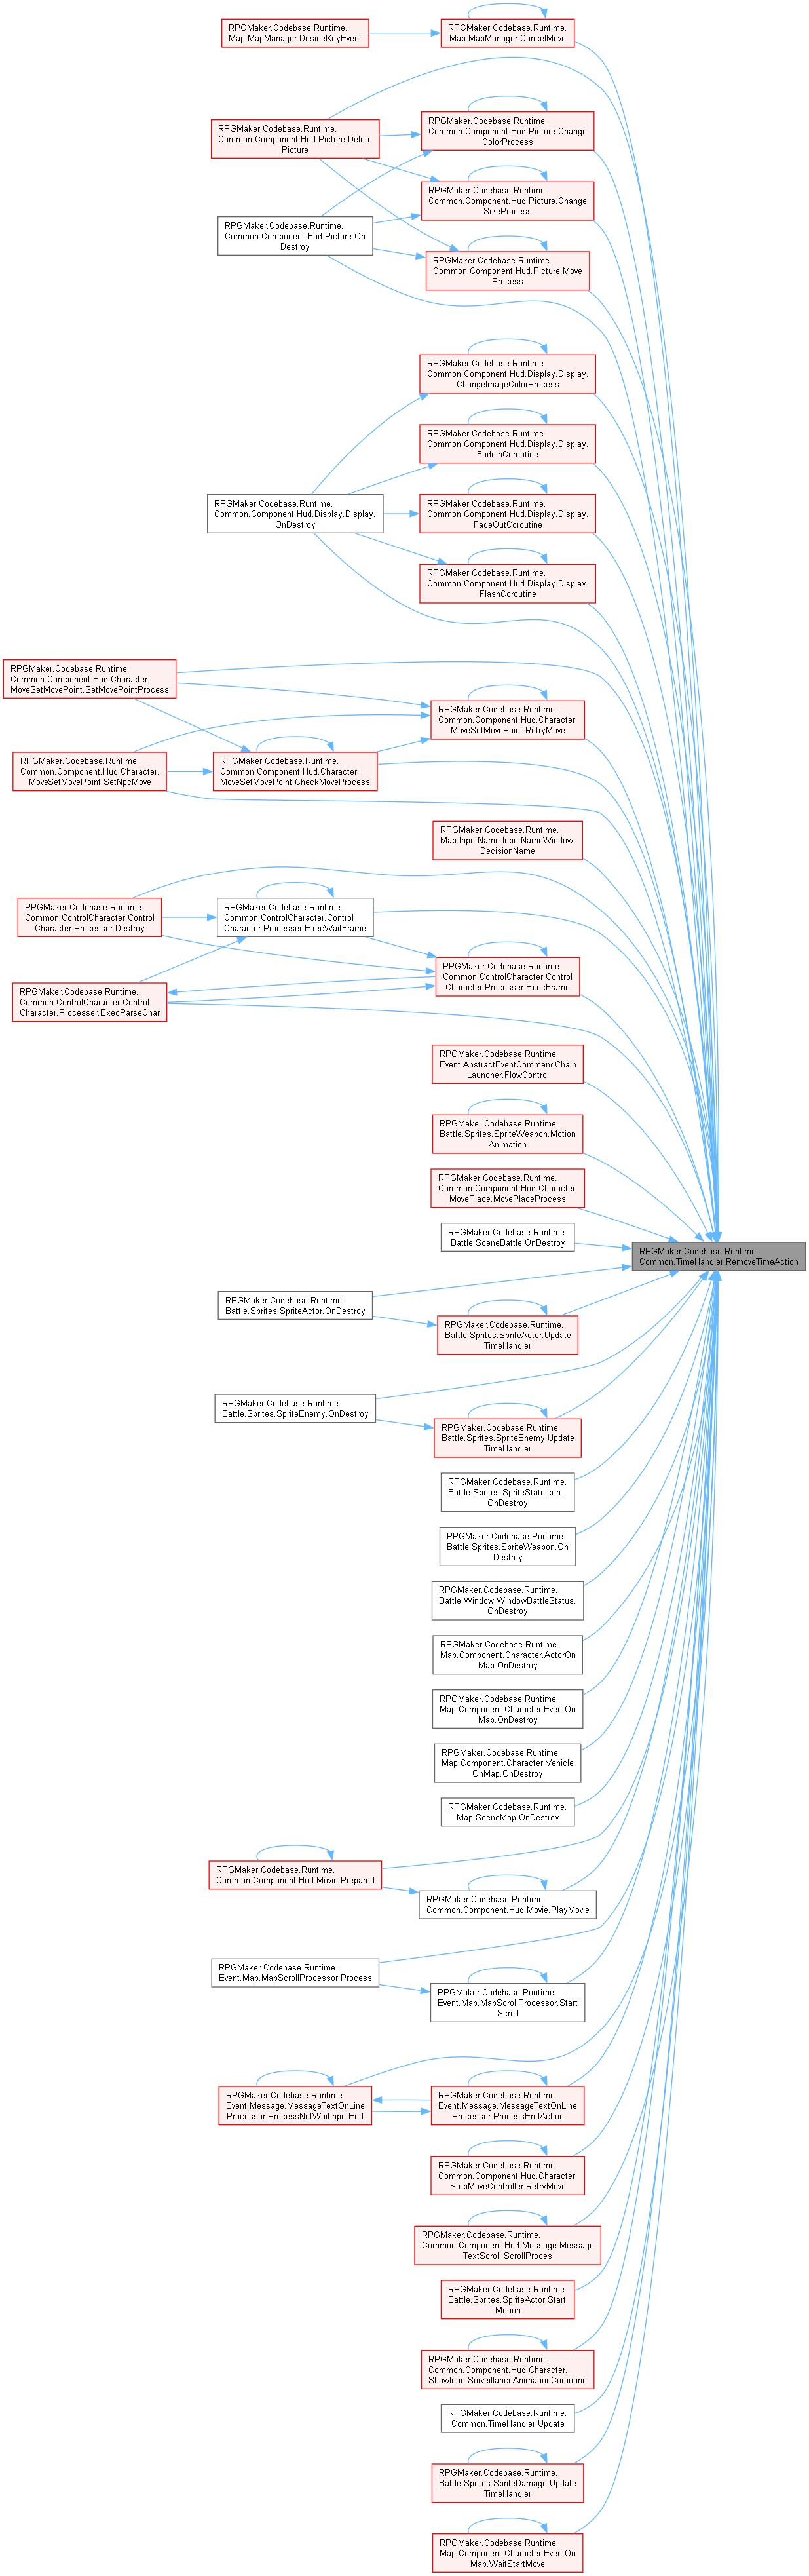 RPGMaker.Codebase.Runtime.
Map.MapManager.DesiceKeyEvent
RPGMaker.Codebase.Runtime.
Map.MapManager.CancelMove
RPGMaker.Codebase.Runtime.
Common.Component.Hud.Picture.Delete
Picture
RPGMaker.Codebase.Runtime.
Common.Component.Hud.Picture.Change
ColorProcess
RPGMaker.Codebase.Runtime.
Common.Component.Hud.Picture.Change
SizeProcess
RPGMaker.Codebase.Runtime.
Common.Component.Hud.Picture.On
Destroy
RPGMaker.Codebase.Runtime.
Common.Component.Hud.Picture.Move
Process
RPGMaker.Codebase.Runtime.
Common.Component.Hud.Display.Display.
ChangeImageColorProcess
RPGMaker.Codebase.Runtime.
Common.Component.Hud.Display.Display.
FadeInCoroutine
RPGMaker.Codebase.Runtime.
Common.Component.Hud.Display.Display.
OnDestroy
RPGMaker.Codebase.Runtime.
Common.Component.Hud.Display.Display.
FadeOutCoroutine
RPGMaker.Codebase.Runtime.
Common.Component.Hud.Display.Display.
FlashCoroutine
RPGMaker.Codebase.Runtime.
Common.Component.Hud.Character.
MoveSetMovePoint.SetMovePointProcess
RPGMaker.Codebase.Runtime.
Common.Component.Hud.Character.
MoveSetMovePoint.RetryMove
RPGMaker.Codebase.Runtime.
Common.Component.Hud.Character.
MoveSetMovePoint.SetNpcMove
RPGMaker.Codebase.Runtime.
Common.Component.Hud.Character.
MoveSetMovePoint.CheckMoveProcess
RPGMaker.Codebase.Runtime.
Map.InputName.InputNameWindow.
DecisionName
RPGMaker.Codebase.Runtime.
Common.ControlCharacter.Control
Character.Processer.Destroy
RPGMaker.Codebase.Runtime.
Common.ControlCharacter.Control
Character.Processer.ExecWaitFrame
RPGMaker.Codebase.Runtime.
Common.ControlCharacter.Control
Character.Processer.ExecFrame
RPGMaker.Codebase.Runtime.
Common.ControlCharacter.Control
Character.Processer.ExecParseChar
RPGMaker.Codebase.Runtime.
Event.AbstractEventCommandChain
Launcher.FlowControl
RPGMaker.Codebase.Runtime.
Battle.Sprites.SpriteWeapon.Motion
Animation
RPGMaker.Codebase.Runtime.
Common.Component.Hud.Character.
MovePlace.MovePlaceProcess
RPGMaker.Codebase.Runtime.
Battle.SceneBattle.OnDestroy
RPGMaker.Codebase.Runtime.
Common.TimeHandler.RemoveTimeAction
RPGMaker.Codebase.Runtime.
Battle.Sprites.SpriteActor.OnDestroy
RPGMaker.Codebase.Runtime.
Battle.Sprites.SpriteActor.Update
TimeHandler
RPGMaker.Codebase.Runtime.
Battle.Sprites.SpriteEnemy.OnDestroy
RPGMaker.Codebase.Runtime.
Battle.Sprites.SpriteEnemy.Update
TimeHandler
RPGMaker.Codebase.Runtime.
Battle.Sprites.SpriteStateIcon.
OnDestroy
RPGMaker.Codebase.Runtime.
Battle.Sprites.SpriteWeapon.On
Destroy
RPGMaker.Codebase.Runtime.
Battle.Window.WindowBattleStatus.
OnDestroy
RPGMaker.Codebase.Runtime.
Map.Component.Character.ActorOn
Map.OnDestroy
RPGMaker.Codebase.Runtime.
Map.Component.Character.EventOn
Map.OnDestroy
RPGMaker.Codebase.Runtime.
Map.Component.Character.Vehicle
OnMap.OnDestroy
RPGMaker.Codebase.Runtime.
Map.SceneMap.OnDestroy
RPGMaker.Codebase.Runtime.
Common.Component.Hud.Movie.Prepared
RPGMaker.Codebase.Runtime.
Common.Component.Hud.Movie.PlayMovie
RPGMaker.Codebase.Runtime.
Event.Map.MapScrollProcessor.Process
RPGMaker.Codebase.Runtime.
Event.Map.MapScrollProcessor.Start
Scroll
RPGMaker.Codebase.Runtime.
Event.Message.MessageTextOnLine
Processor.ProcessNotWaitInputEnd
RPGMaker.Codebase.Runtime.
Event.Message.MessageTextOnLine
Processor.ProcessEndAction
RPGMaker.Codebase.Runtime.
Common.Component.Hud.Character.
StepMoveController.RetryMove
RPGMaker.Codebase.Runtime.
Common.Component.Hud.Message.Message
TextScroll.ScrollProces
RPGMaker.Codebase.Runtime.
Battle.Sprites.SpriteActor.Start
Motion
RPGMaker.Codebase.Runtime.
Common.Component.Hud.Character.
ShowIcon.SurveillanceAnimationCoroutine
RPGMaker.Codebase.Runtime.
Common.TimeHandler.Update
RPGMaker.Codebase.Runtime.
Battle.Sprites.SpriteDamage.Update
TimeHandler
RPGMaker.Codebase.Runtime.
Map.Component.Character.EventOn
Map.WaitStartMove